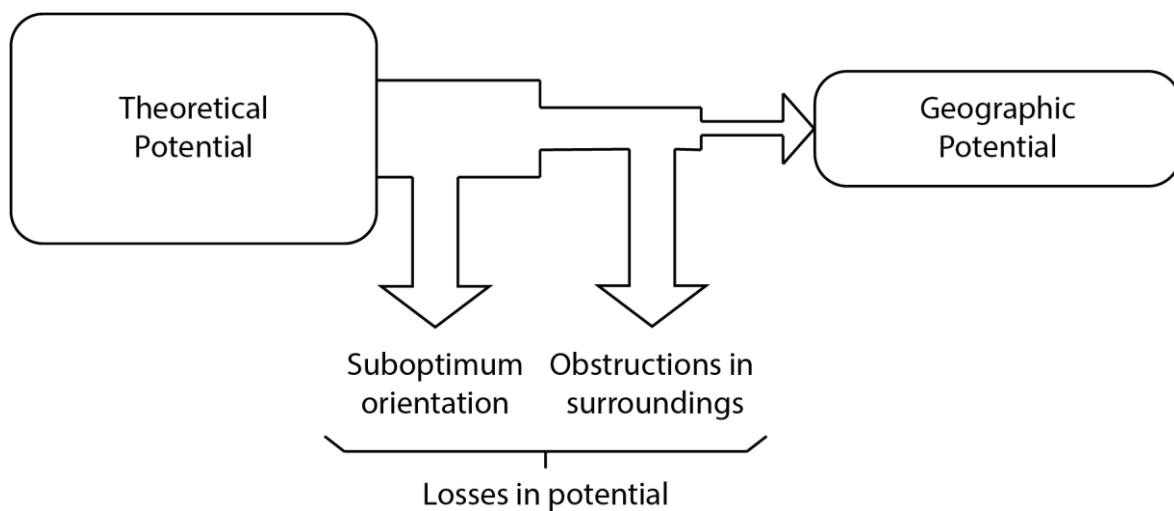 Theoretical
Potential
Geographic
Potential
Suboptimum
orientation
Obstructions in
surroundings
Losses in potential